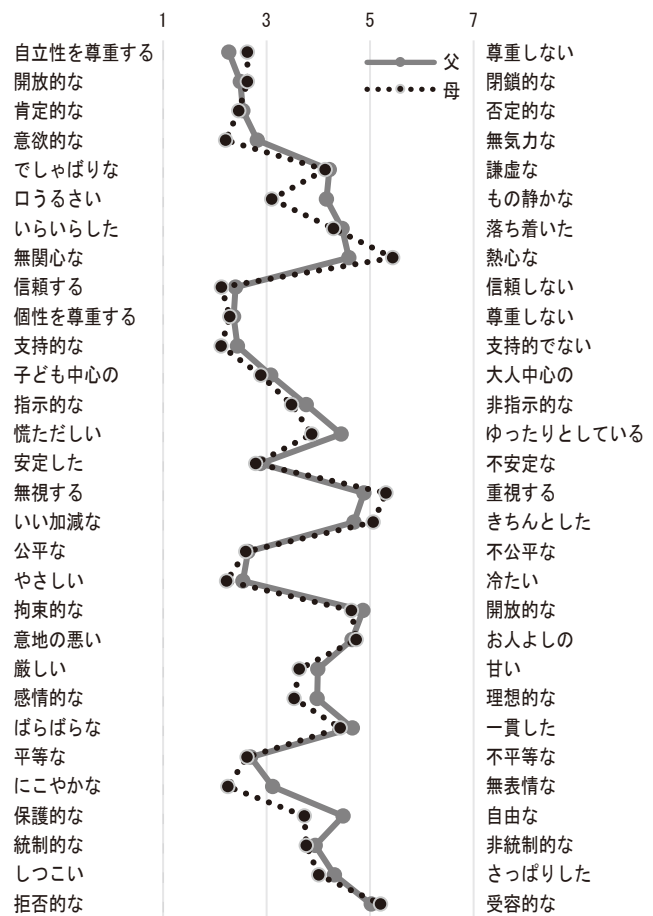 1 3 5 7
自立性を尊重する 尊重しない
開放的な 閉鎖的な
肯定的な 否定的な
意欲的な 無気力な
でしゃばりな 謙虚な
口うるさい もの静かな
いらいらした 落ち着いた
無関心な 熱心な
信頼する 信頼しない
個性を尊重する 尊重しない
支持的な 支持的でない
子ども中心の 大人中心の
指示的な 非指示的な
慌ただしい ゆったりとしている
安定した 不安定な
無視する 重視する
いい加減な きちんとした
公平な 不公平な
やさしい 冷たい
拘束的な 開放的な
意地の悪い お人よしの
厳しい 甘い
感情的な 理想的な
ばらばらな 一貫した
平等な 不平等な
にこやかな 無表情な
保護的な 自由な
統制的な 非統制的な
しつこい さっぱりした
拒否的な 受容的な
父
母